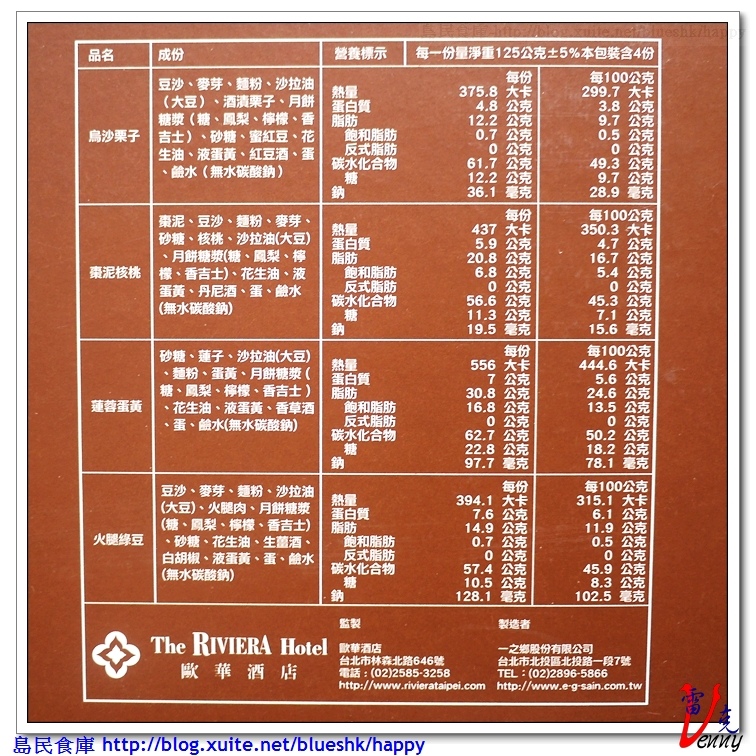 島民食庫 http://blog.xuite.net/blueshk/happy
品名 成份 營養標示 每一份量淨重125公克±5%本包裝含4份
烏沙栗子
豆沙、麥芽、麵粉、沙拉油
（大豆）、酒漬栗子、月餅
糖漿（糖、鳳梨、檸檬、香
吉士）、砂糖、蜜紅豆、花
生油、液蛋黃、紅豆酒、蛋
、鹼水（無水碳酸鈉）
每份 每100公克
熱量 375.8 大卡 299.7 大卡
蛋白質 4.8 公克 3.8 公克
脂肪 12.2 公克 9.7 公克
飽和脂肪 0.7 公克 0.5 公克
反式脂肪 0 公克 0 公克
碳水化合物 61.7 公克 49.3 公克
糖 12.2 公克 9.7 公克
鈉 36.1 毫克 28.9 毫克
棗泥核桃
棗泥、豆沙、麵粉、麥芽、
砂糖、核桃、沙拉油(大豆)
、月餅糖漿(糖、鳳梨、檸
檬、香吉士)、花生油、液
蛋黃、丹尼酒、蛋、鹼水
(無水碳酸鈉)
每份 每100公克
熱量 437 大卡 350.3 大卡
蛋白質 5.9 公克 4.7 公克
脂肪 20.8 公克 16.7 公克
飽和脂肪 6.8 公克 5.4 公克
反式脂肪 0 公克 0 公克
碳水化合物 56.6 公克 45.3 公克
糖 11.3 公克 7.1 公克
鈉 19.5 毫克 15.6 毫克
蓮蓉蛋黃
砂糖、蓮子、沙拉油(大豆)
、麵粉、蛋黃、月餅糖漿（
糖、鳳梨、檸檬、香吉士）
、花生油、液蛋黃、香草酒
、蛋、鹼水(無水碳酸鈉)
每份 每100公克
熱量 556 大卡 444.6 大卡
蛋白質 7 公克 5.6 公克
脂肪 30.8 公克 24.6 公克
飽和脂肪 16.8 公克 13.5 公克
反式脂肪 0 公克 0 公克
碳水化合物 62.7 公克 50.2 公克
糖 22.8 公克 18.2 公克
鈉 97.7 毫克 78.1 毫克
火腿綠豆
豆沙、麥芽、麵粉、沙拉油
(大豆)、火腿肉、月餅糖漿
(糖、鳳梨、檸檬、香吉士)
、砂糖、花生油、生薑酒、
白胡椒、液蛋黃、蛋、鹼水
(無水碳酸鈉)
每份 每100公克
熱量 394.1 大卡 315.1 大卡
蛋白質 7.6 公克 6.1 公克
脂肪 14.9 公克 11.9 公克
飽和脂肪 0.7 公克 0.5 公克
反式脂肪 0 公克 0 公克
碳水化合物 57.4 公克 45.9 公克
糖 10.5 公克 8.3 公克
鈉 128.1 毫克 102.5 毫克
The RIVIERA Hotel
歐華酒店
監製
歐華酒店
台北市林森北路646號
電話：(02)2585-3258
http://www.rivierataipei.com
製造者
一之鄉股份有限公司
台北市北投區北投路一段7號
TEL：(02)2896-5866
http://www.e-g-sain.com.tw
島民食庫 http://blog.xuite.net/blueshk/happy
雷克
Venny